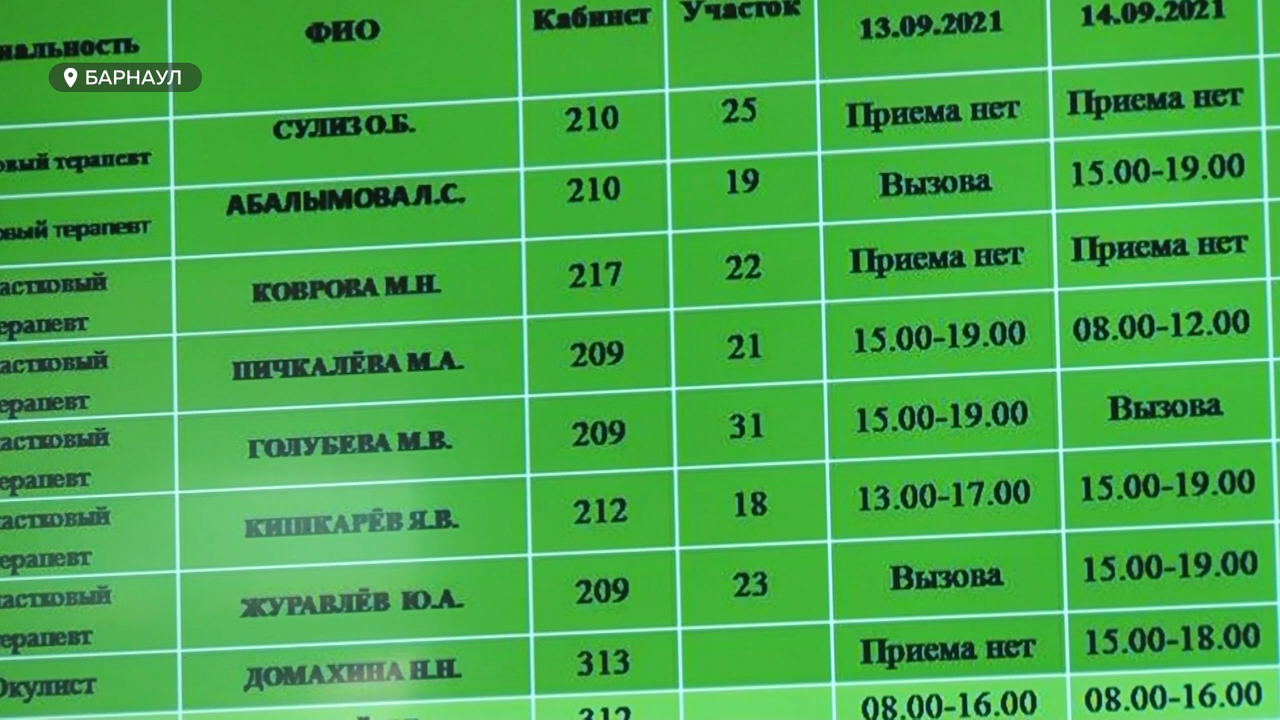 иальность ФИО Кабинет Участок 13.09.2021 14.09.2021
БАРНАУЛ
овый терапевт СУЛИЗ О.Б. 210 25 Приема нет Приема нет
овый терапевт АБАЛЫМОВА Л.С. 210 19 Вызова 15.00-19.00
астковый
ерапевт КОВРОВА М.Н. 217 22 Приема нет Приема нет
астковый
ерапевт ПИЧКАЛЁВА М.А. 209 21 15.00-19.00 08.00-12.00
астковый
ерапевт ГОЛУБЕВА М.В. 209 31 15.00-19.00 Вызова
астковый
ерапевт КИШКАРЁВ Я.В. 212 18 13.00-17.00 15.00-19.00
астковый
ерапевт ЖУРАВЛЁВ Ю.А. 209 23 Вызова 15.00-19.00
Окулист ДОМАХИНА Н.Н. 313 Приема нет 15.00-18.00
312 08.00-16.00 08.00-16.00